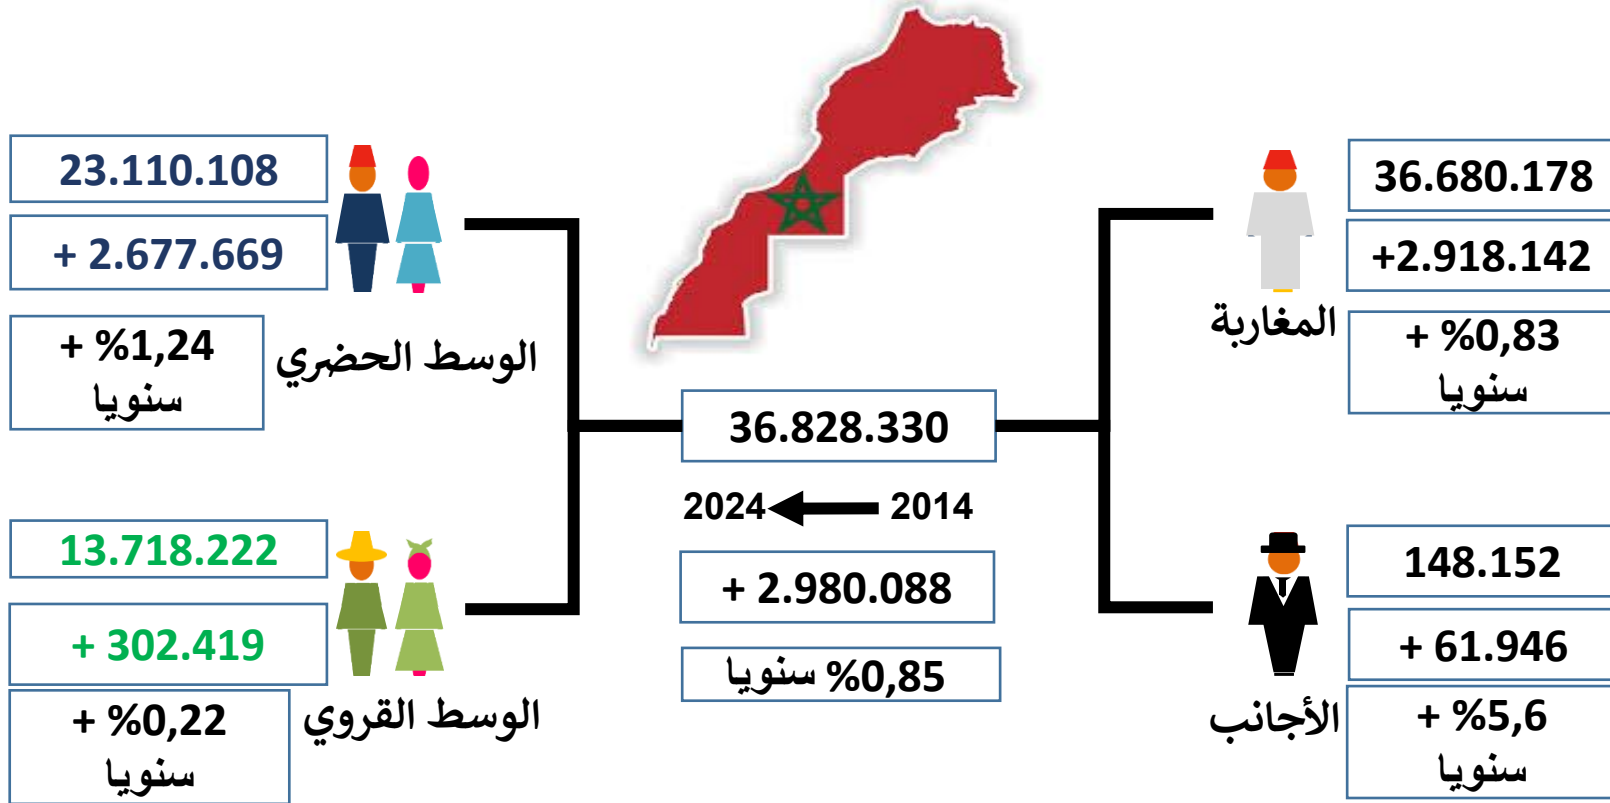 36.680.178
+2.918.142
+ %0,83
سنويا
المغاربة
148.152
+ 61.946
+ %5,6
سنويا
الأجانب
36.828.330
2024 2014
+ 2.980.088
%0,85 سنويا
23.110.108
+ 2.677.669
+ %1,24
سنويا
الوسط الحضري
13.718.222
+ 302.419
+ %0,22
سنويا
الوسط القروي